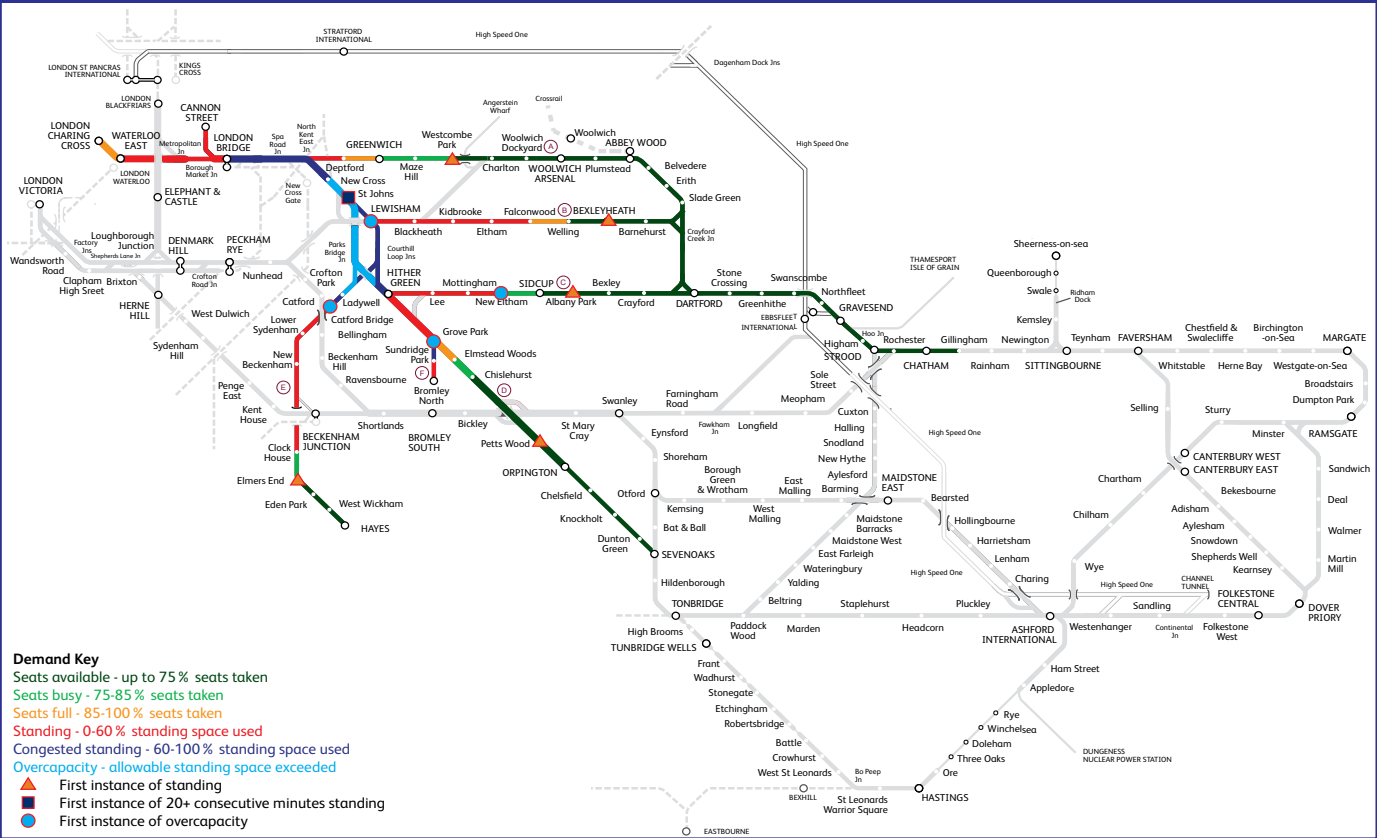 STRATFORD
INTERNATIONAL
High Speed One
LONDON ST PANCRAS
INTERNATIONAL
KINGS
CROSS
Dagenham Dock Jns
LONDON
BLACKFRIARS
CANNON
STREET
Angerstein
Wharf
Crossrail
LONDON
CHARING
CROSS
WATERLOO
EAST
Metropolitan
Jn
LONDON
BRIDGE
Spa
Road Jn
North
Kent
East
Jn
GREENWICH
Westcombe
Park
Woolwich
Dockyard
A
Woolwich
ABBEY WOOD
High Speed One
LONDON
WATERLOO
Borough
Market Jn
Deptford
Maze
Hill
Charlton
WOOLWICH
ARSENAL
Plumstead
Belvedere
Erith
Slade Green
LONDON
VICTORIA
ELEPHANT &
CASTLE
New
Cross
Gate
New Cross
St Johns
LEWISHAM
Blackheath
Kidbrooke
Eltham
Falconwood
B
BEXLEYHEATH
Welling
Barnehurst
Crayford
Creek Jn
Factory
Jns
Wandsworth
Road
Clapham
High Sreet
Shepherds Lane Jn
Brixton
Loughborough
Junction
DENMARK
HILL
PECKHAM
RYE
Crofton
Road Jn
Nunhead
Parks
Bridge
Jn
Courthill
Loop Jns
Crofton
Park
HITHER
GREEN
Mottingham
SIDCUP
C
Bexley
Stone
Crossing
Swanscombe
Lee
New Eltham
Albany Park
Crayford
DARTFORD
Greenhithe
Northfleet
GRAVESEND
EBBSFLEET
INTERNATIONAL
THAMESPORT
ISLE OF GRAIN
Sheerness-on-sea
Queenborough
Swale
Ridham
Dock
Kemsley
HERNE
HILL
West Dulwich
Sydenham
Hill
Catford
Ladywell
Catford Bridge
Bellingham
Lower
Sydenham
New
Beckenham
E
Beckenham
Hill
Ravensbourne
Grove Park
Sundridge
Park
F
Bromley
North
Elmstead Woods
Chislehurst
D
Higham
STROOD
Hoo Jn
Rochester
CHATHAM
Gillingham
Rainham
Newington
SITTINGBOURNE
Teynham
FAVERSHAM
Whitstable
Chestfield &
Swalecliffe
Herne Bay
Birchington
-on-Sea
Westgate-on-Sea
MARGATE
Broadstairs
Dumpton Park
RAMSGATE
Penge
East
Kent
House
BECKENHAM
JUNCTION
Shortlands
BROMLEY
SOUTH
Bickley
Petts Wood
St Mary
Cray
Swanley
Farningham
Road
Fawkham
Jn
Longfield
Meopham
Sole
Street
Cuxton
Halling
Snodland
New Hythe
Aylesford
Barming
High Speed One
Selling
Sturry
Minster
Clock
House
Elmers End
Eden Park
West Wickham
HAYES
ORPINGTON
Chelsfield
Knockholt
Dunton
Green
SEVENOAKS
Eynsford
Shoreham
Otford
Bat & Ball
Hildenborough
Kemsing
Borough
Green
& Wrotham
West
Malling
East
Malling
MAIDSTONE
EAST
Maidstone
Barracks
Maidstone West
East Farleigh
Wateringbury
Yalding
Beltring
Bearsted
Hollingbourne
Harrietsham
Lenham
Charing
High Speed One
CANTERBURY WEST
CANTERBURY EAST
Chartham
Chilham
Wye
Bekesbourne
Adisham
Aylesham
Snowdown
Shepherds Well
Kearnsey
Sandwich
Deal
Walmer
Martin
Mill
High Speed One
CHANNEL
TUNNEL
FOLKESTONE
CENTRAL
DOVER
PRIORY
TONBRIDGE
Paddock
Wood
Marden
Staplehurst
Headcorn
Pluckley
ASHFORD
INTERNATIONAL
Westenhanger
Sandling
Continental
Jn
Folkestone
West
High Brooms
TUNBRIDGE WELLS
Frant
Wadhurst
Stonegate
Etchingham
Robertsbridge
Battle
Crowhurst
West St Leonards
Bo Peep
Jn
BEXHILL
St Leonards
Warrior Square
HASTINGS
EASTBOURNE
Ham Street
Appledore
Rye
Winchelsea
Doleham
Three Oaks
Ore
DUNGENESS
NUCLEAR POWER STATION
Demand Key
Seats available - up to 75% seats taken
Seats busy - 75-85% seats taken
Seats full - 85-100% seats taken
Standing - 0-60% standing space used
Congested standing - 60-100% standing space used
Overcapacity - allowable standing space exceeded
First instance of standing
First instance of 20+ consecutive minutes standing
First instance of overcapacity